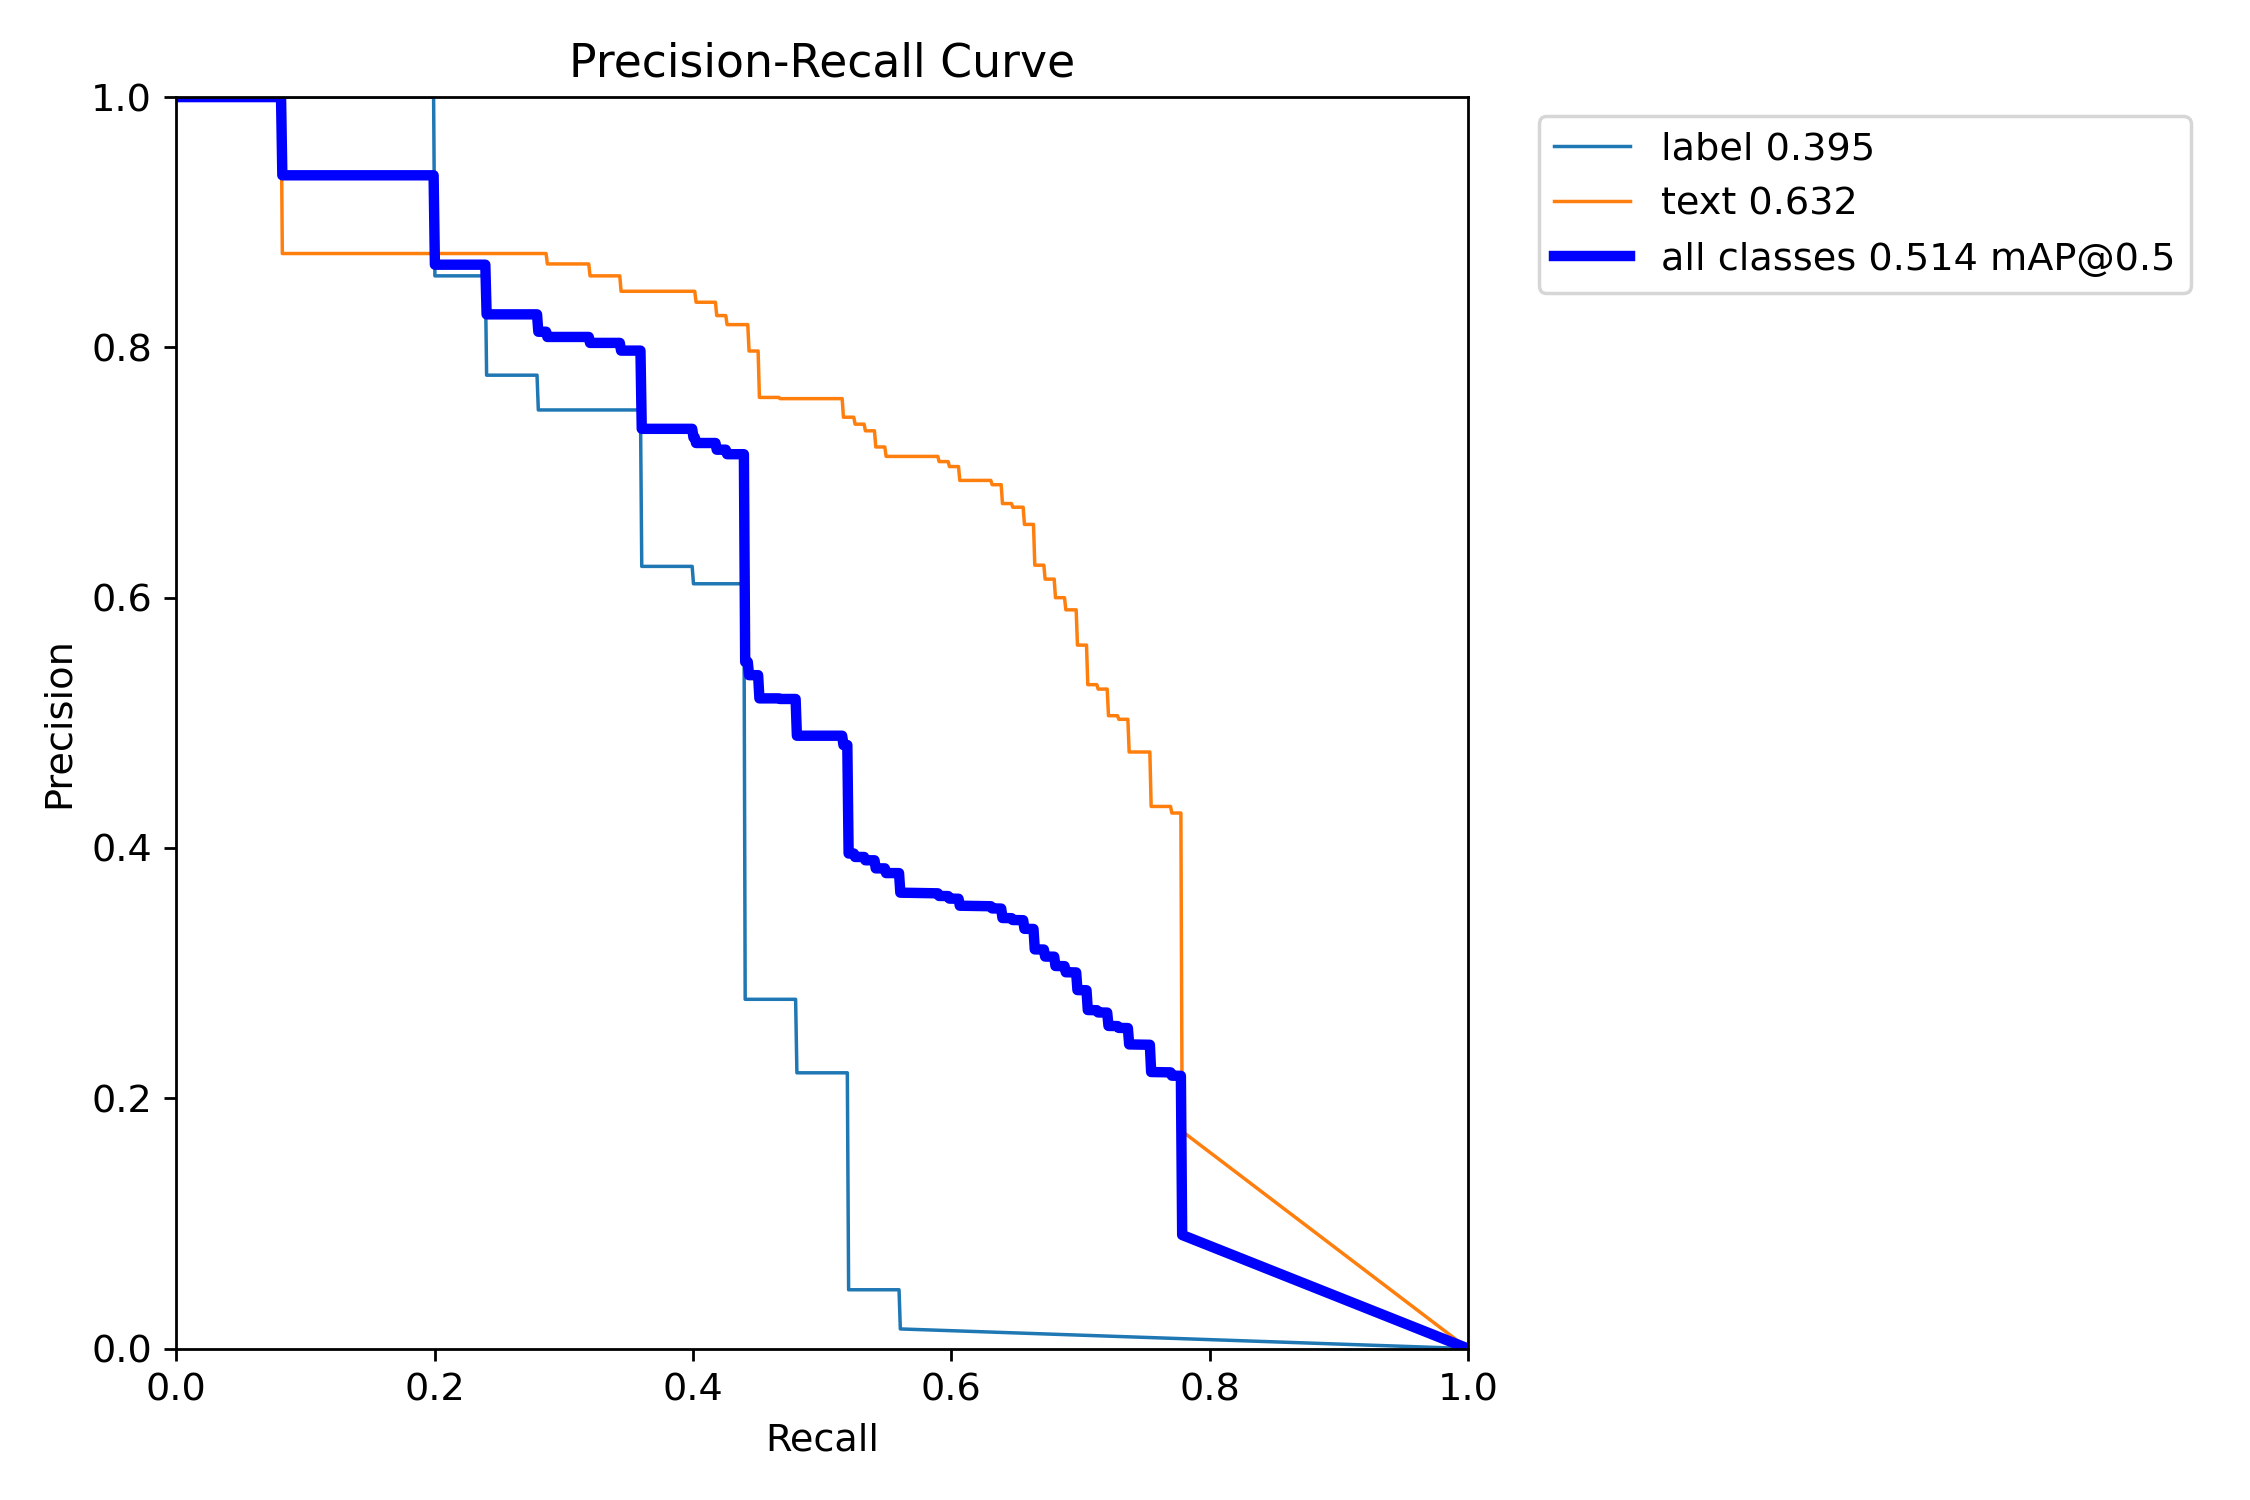 Precision-Recall Curve
label 0.395
text 0.632
all classes 0.514 mAP@0.5
Precision
1.0
0.8
0.6
0.4
0.2
0.0
0.0 0.2 0.4 0.6 0.8 1.0
Recall